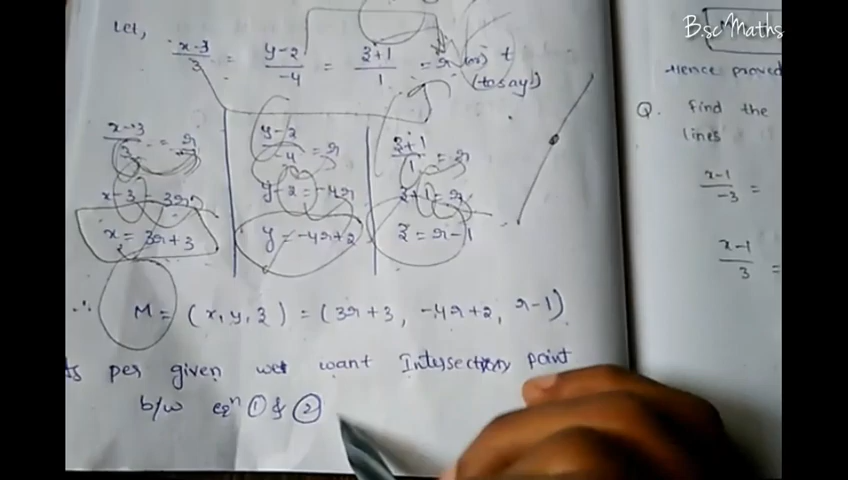 B.sc Maths
Let,
x-3/3 = y-2/-4 = z+1/1 = r (or) t
(to say)
x-3/3 = r
x-3 = 3r
x = 3r+3
y-2/-4 = r
y-2 = -4r
y = -4r+2
z+1/1 = r
z+1 = r
z = r-1
∴ M = (x, y, z) = (3r+3, -4r+2, r-1)
As per given we want Intersection point
b/w eqn ① & ②
Hence proved
Q. Find the
lines
x-1/-3 =
x-1/3 =